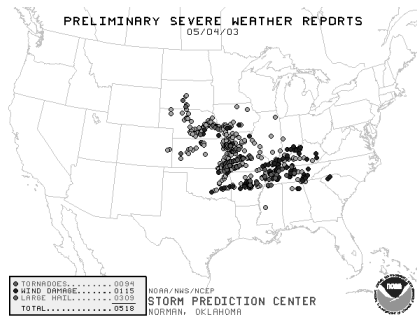 PRELIMINARY SEVERE WEATHER REPORTS
05/04/03
TORNADOES.......0094
WIND DAMAGE.....0115
LARGE HAIL......0309
TOTAL...........0518
NOAA/NWS/NCEP
STORM PREDICTION CENTER
NORMAN, OKLAHOMA
noaa